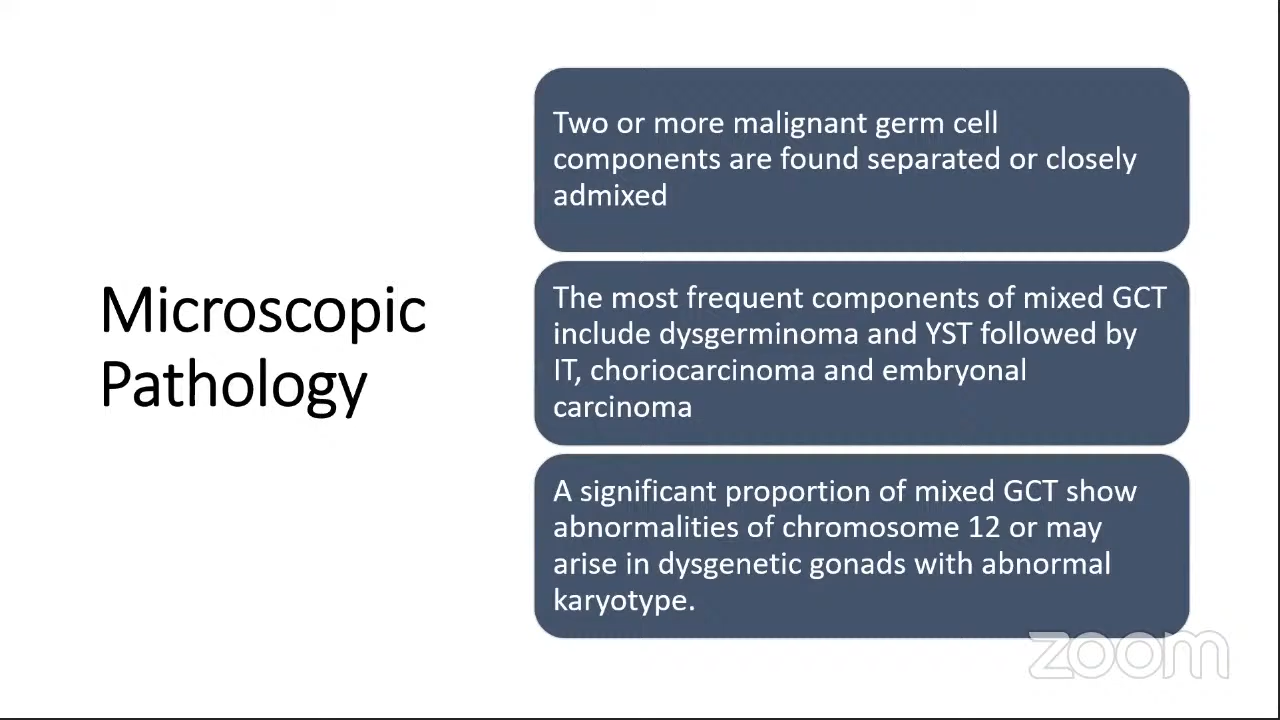 Microscopic
Pathology
Two or more malignant germ cell
components are found separated or closely
admixed
The most frequent components of mixed GCT
include dysgerminoma and YST followed by
IT, choriocarcinoma and embryonal
carcinoma
A significant proportion of mixed GCT show
abnormalities of chromosome 12 or may
arise in dysgenetic gonads with abnormal
karyotype.
zoom